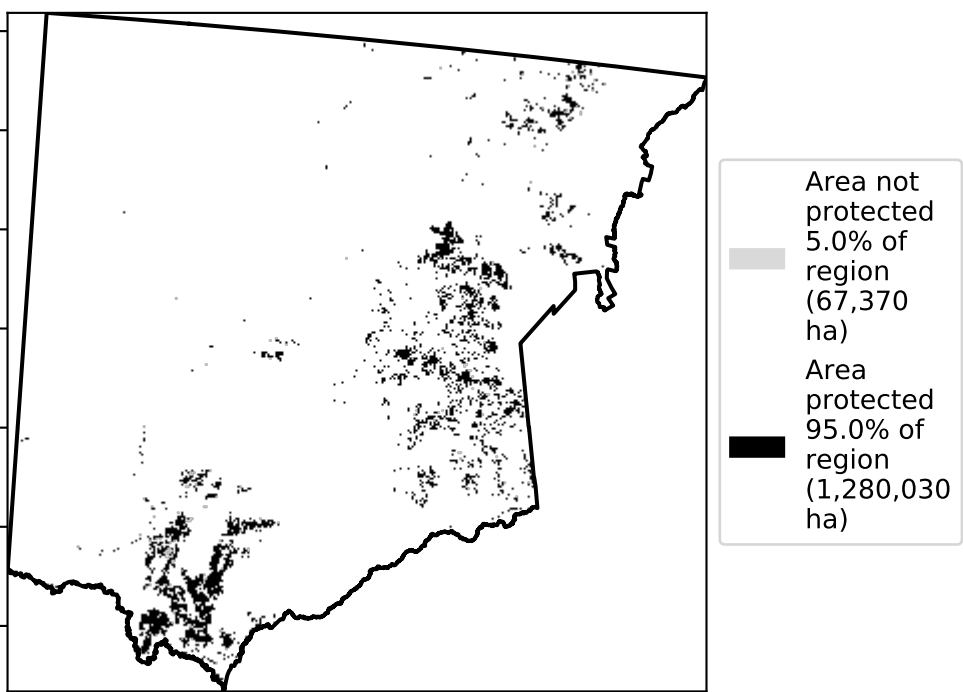 Area not
protected
5.0% of
region
(67,370
ha)
Area
protected
95.0% of
region
(1,280,030
ha)